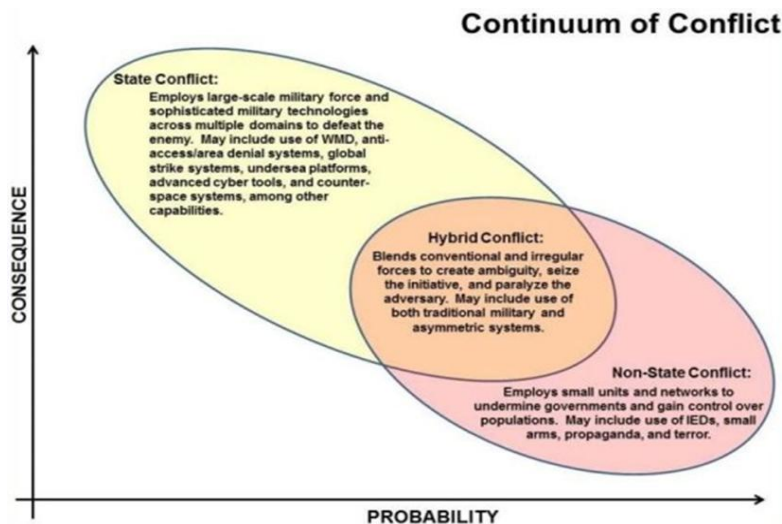 Continuum of Conflict
CONSEQUENCE
State Conflict:
Employs large-scale military force and
sophisticated military technologies
across multiple domains to defeat the
enemy. May include use of WMD, anti-
access/area denial systems, global
strike systems, undersea platforms,
advanced cyber tools, and counter-
space systems, among other
capabilities.
Hybrid Conflict:
Blends conventional and irregular
forces to create ambiguity, seize
the initiative, and paralyze the
adversary. May include use of
both traditional military and
asymmetric systems.
Non-State Conflict:
Employs small units and networks to
undermine governments and gain control over
populations. May include use of IEDs, small
arms, propaganda, and terror.
PROBABILITY